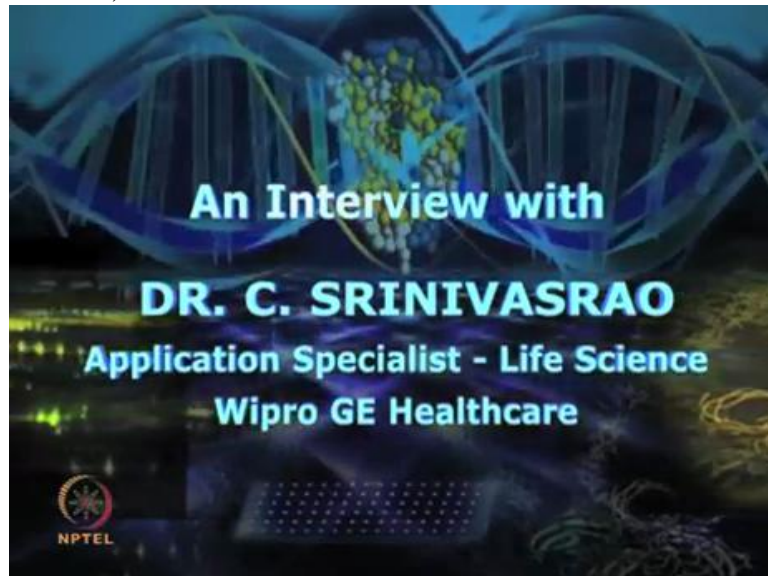 An Interview with
DR. C. SRINIVASRAO
Application Specialist - Life Science
Wipro GE Healthcare
NPTEL